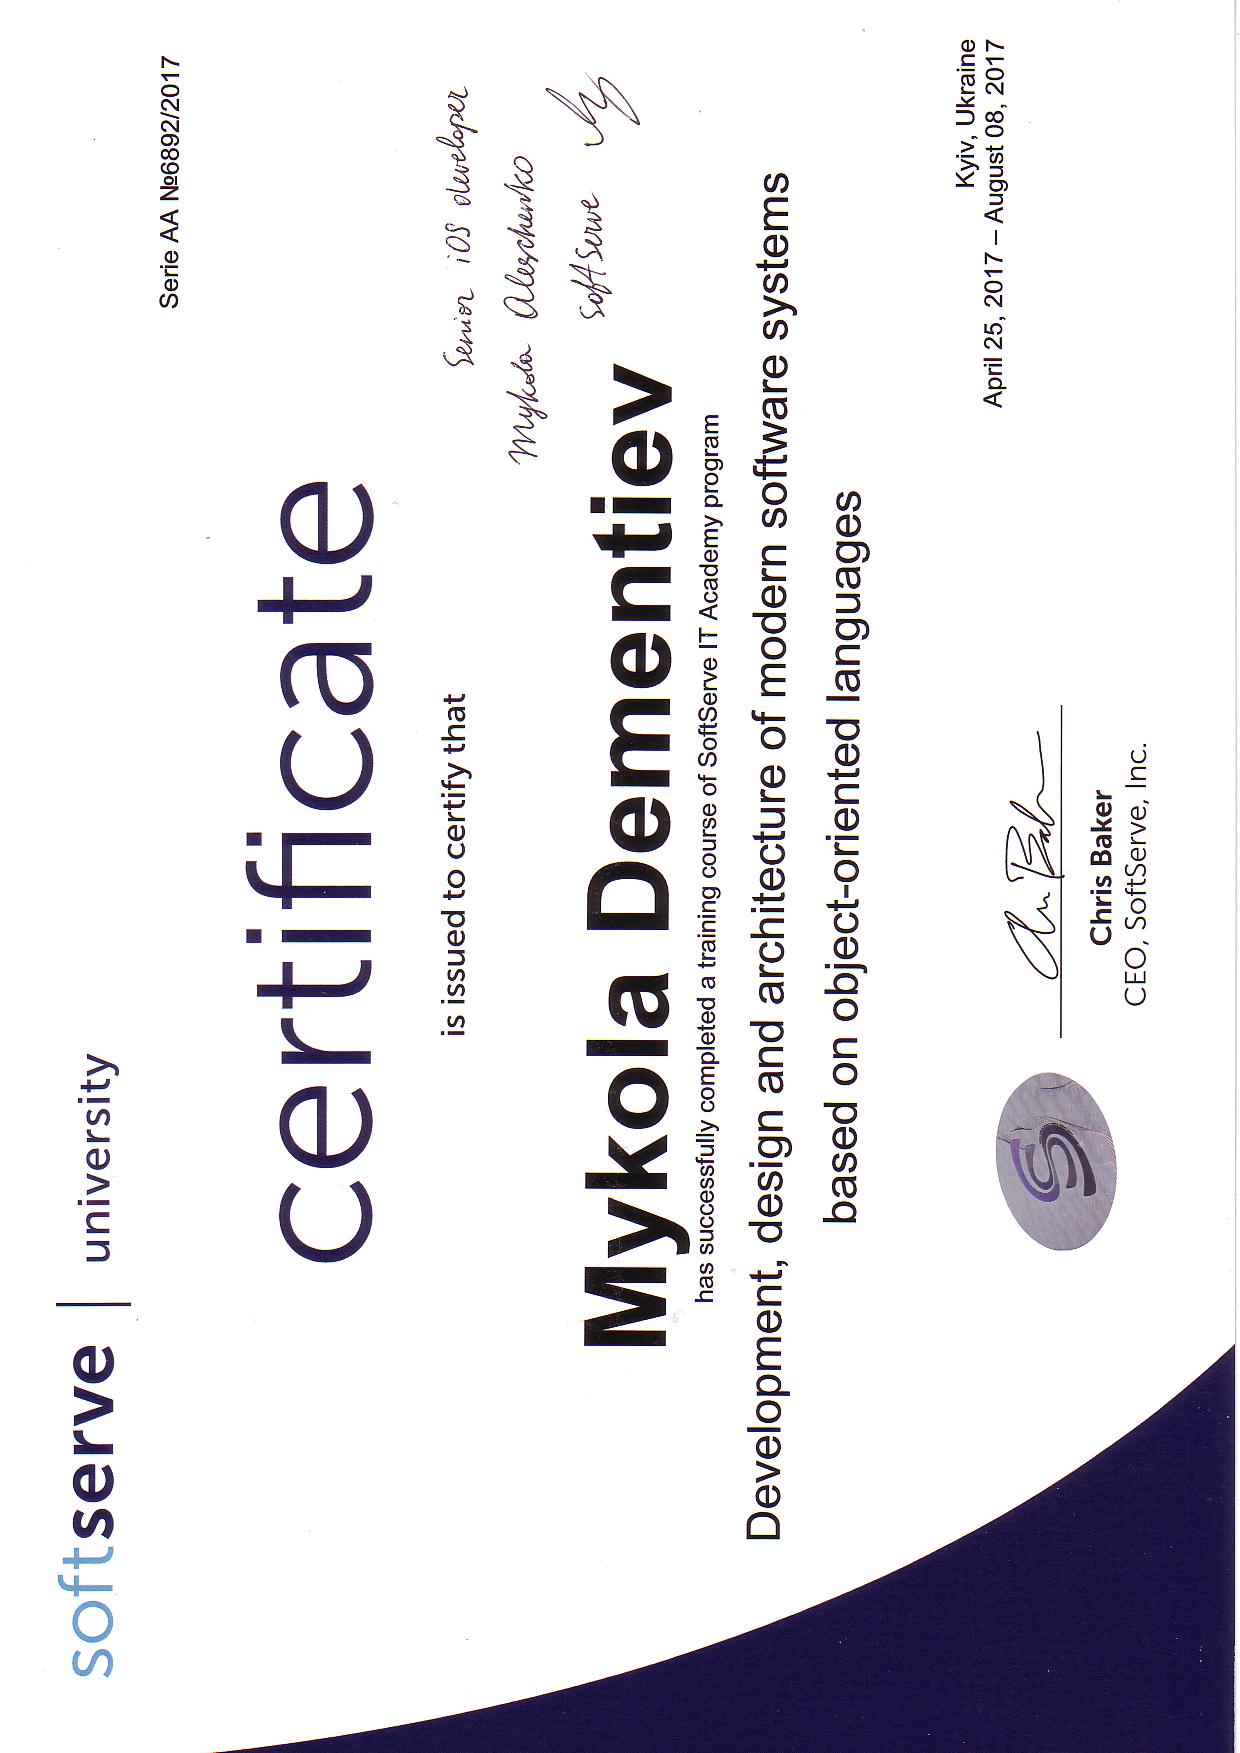 softserve | university
Serie AA №6892/2017
certificate
is issued to certify that
Senior iOS developer
Mykola Aleschenko
SoftServe
Mykola Dementiev
has successfully completed a training course of SoftServe IT Academy program
Development, design and architecture of modern software systems
based on object-oriented languages
Kyiv, Ukraine
April 25, 2017 – August 08, 2017
Chris Baker
CEO, SoftServe, Inc.